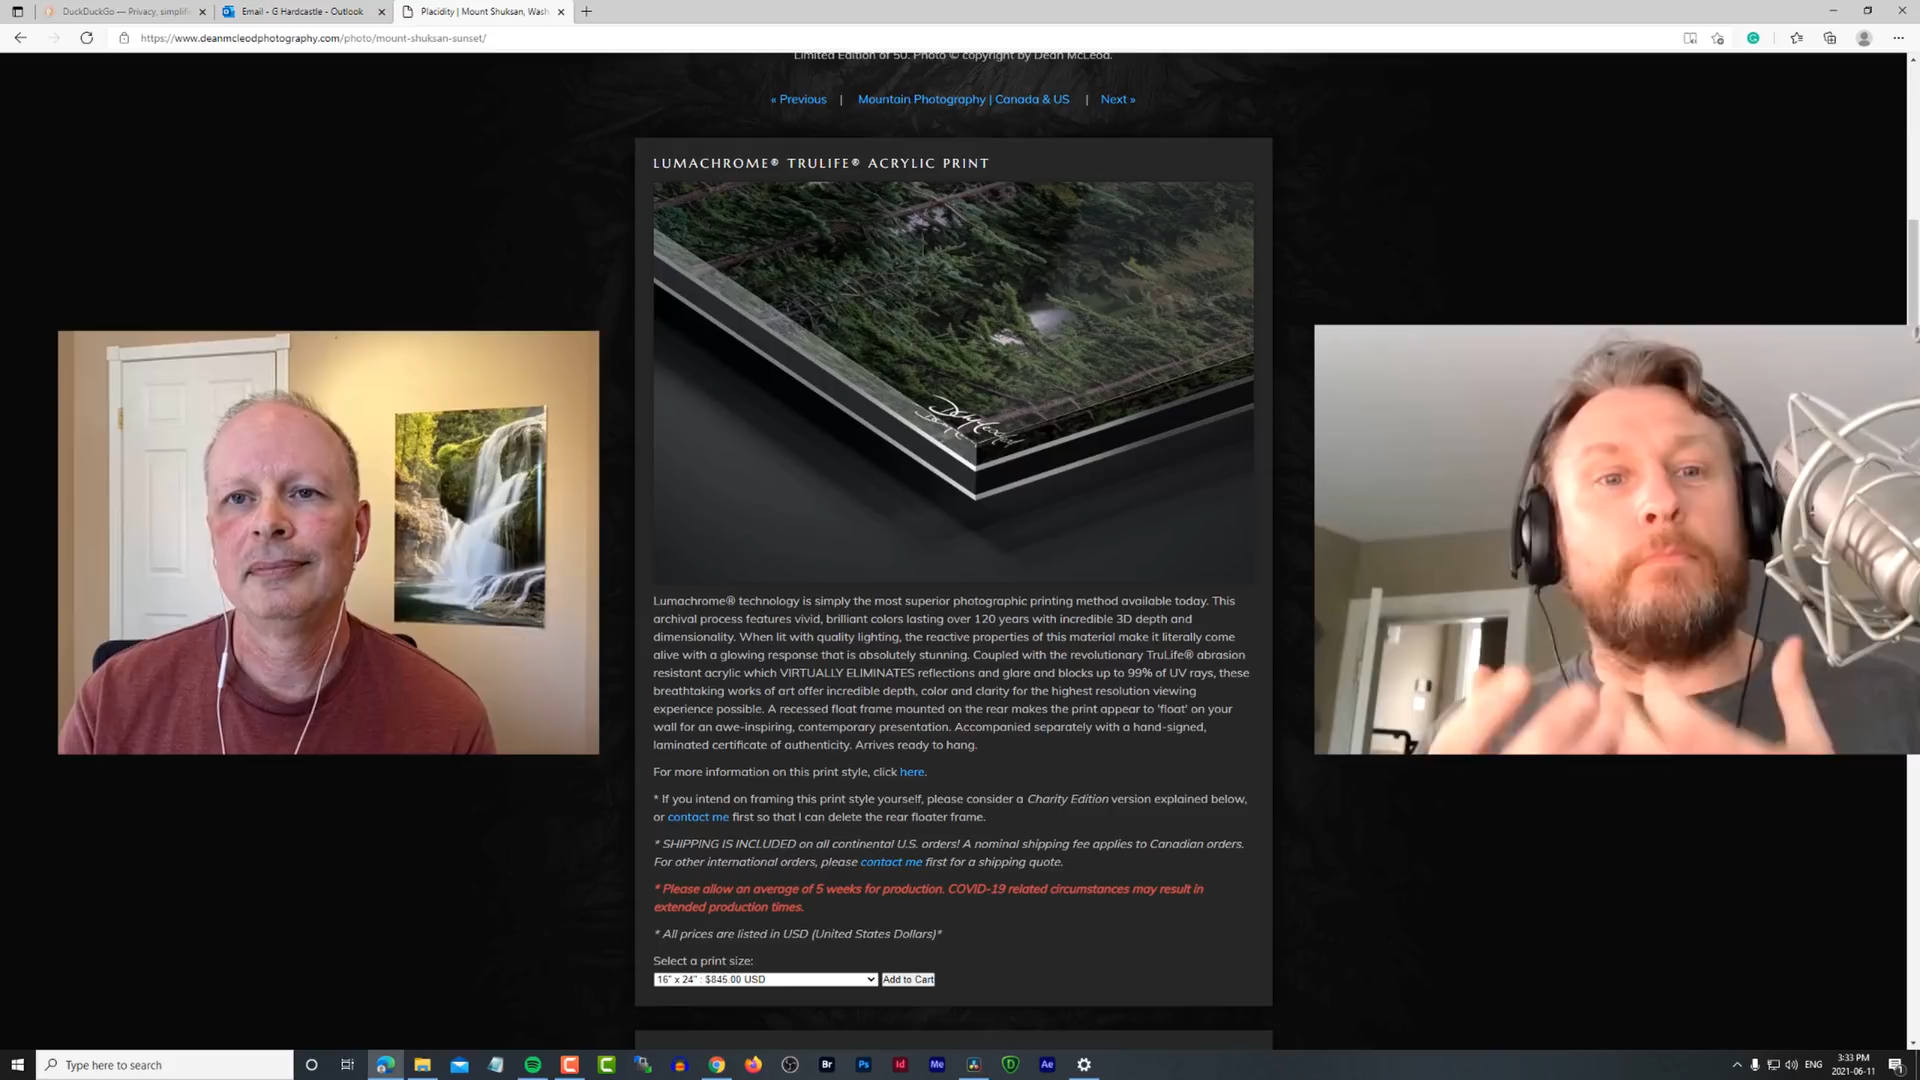 DuckDuckGo — Privacy, simplifi
Email - G Hardcastle - Outlook
Placidity | Mount Shuksan, Wash
https://www.deanmcleodphotography.com/photo/mount-shuksan-sunset/
Limited Edition of 50. Photo © copyright by Dean McLeod.
« Previous | Mountain Photography | Canada & US | Next »
LUMACHROME® TRULIFE® ACRYLIC PRINT
Lumachrome® technology is simply the most superior photographic printing method available today. This
archival process features vivid, brilliant colors lasting over 120 years with incredible 3D depth and
dimensionality. When lit with quality lighting, the reactive properties of this material make it literally come
alive with a glowing response that is absolutely stunning. Coupled with the revolutionary TruLife® abrasion
resistant acrylic which VIRTUALLY ELIMINATES reflections and glare and blocks up to 99% of UV rays, these
breathtaking works of art offer incredible depth, color and clarity for the highest resolution viewing
experience possible. A recessed float frame mounted on the rear makes the print appear to 'float' on your
wall for an awe-inspiring, contemporary presentation. Accompanied separately with a hand-signed,
laminated certificate of authenticity. Arrives ready to hang.
For more information on this print style, click here.
* If you intend on framing this print style yourself, please consider a Charity Edition version explained below,
or contact me first so that I can delete the rear floater frame.
* SHIPPING IS INCLUDED on all continental U.S. orders! A nominal shipping fee applies to Canadian orders.
For other international orders, please contact me first for a shipping quote.
* Please allow an average of 5 weeks for production. COVID-19 related circumstances may result in
extended production times.
* All prices are listed in USD (United States Dollars)*
Select a print size:
16" x 24" : $845.00 USD Add to Cart
Type here to search
Br Ps Id Me Ae
ENG
3:33 PM
2021-06-11